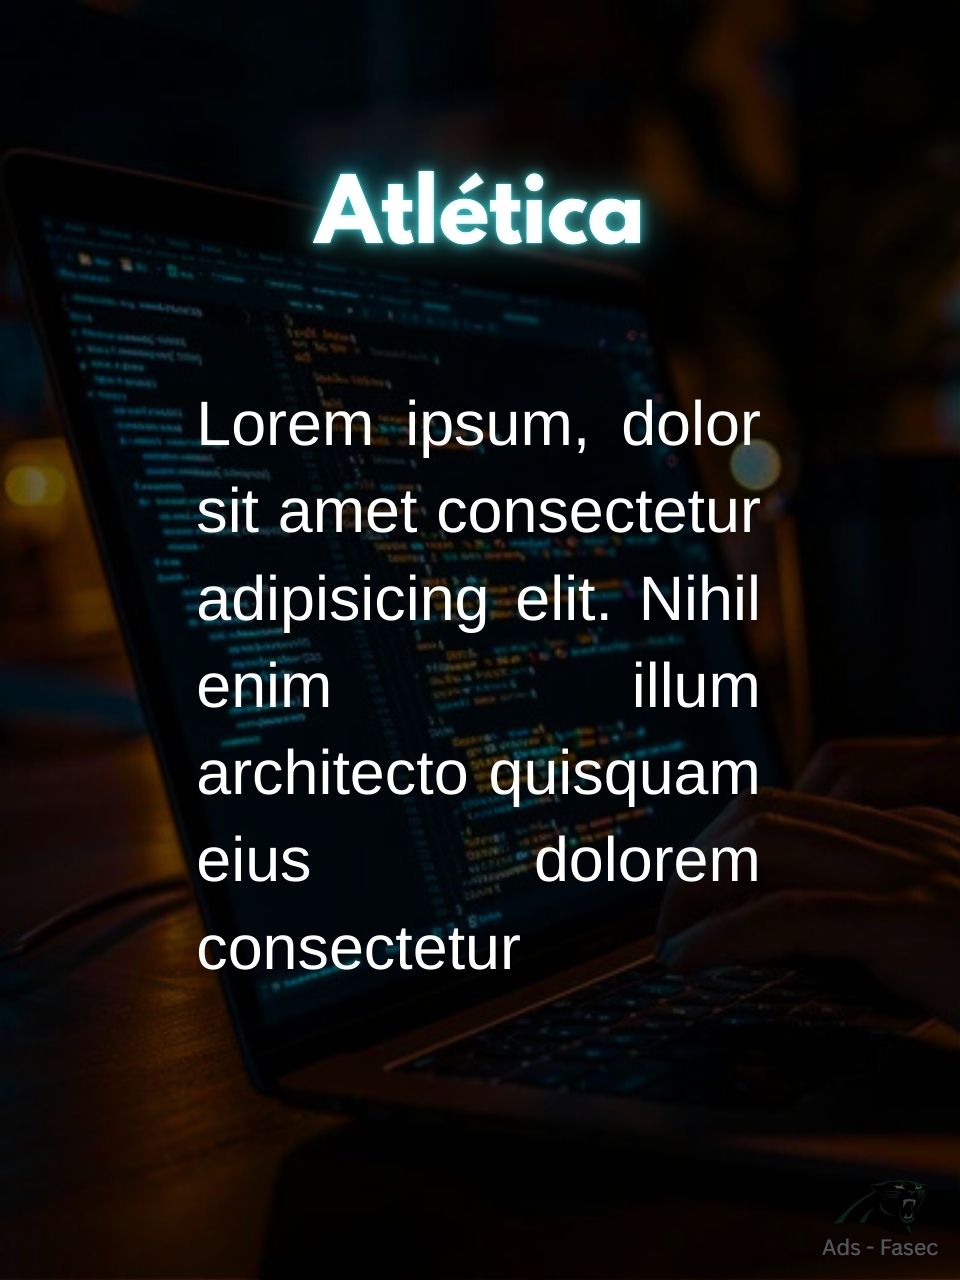 Atlética
Lorem ipsum, dolor
sit amet consectetur
adipisicing elit. Nihil
enim illum
architecto quisquam
eius dolorem
consectetur
Ads - Fasec